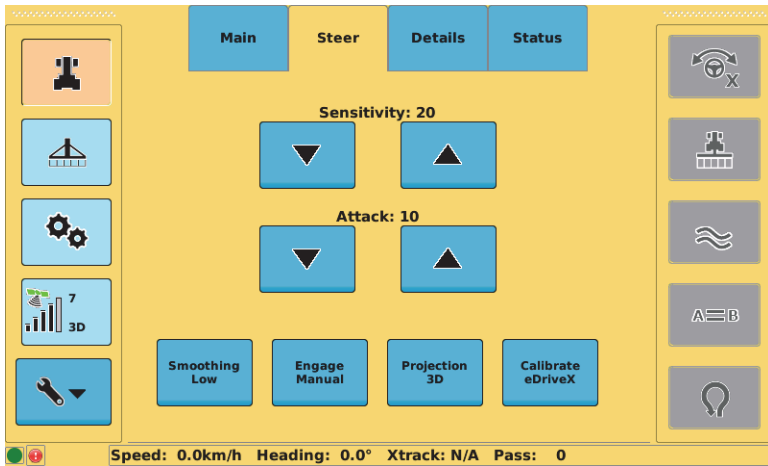 Main
Steer
Details
Status
Sensitivity: 20
Attack: 10
7
3D
X
A B
Smoothing
Low
Engage
Manual
Projection
3D
Calibrate
eDriveX
Speed: 0.0km/h Heading: 0.0° Xtrack: N/A Pass: 0